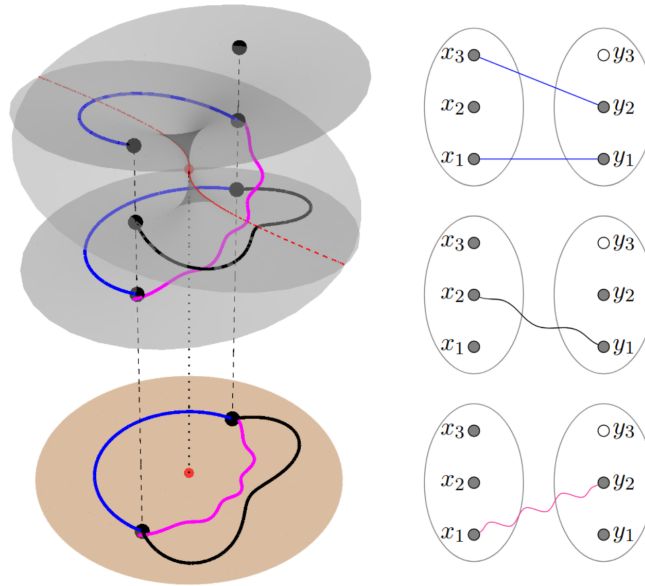 x₃ y₃
x₂ y₂
x₁ y₁
x₃ y₃
x₂ y₂
x₁ y₁
x₃ y₃
x₂ y₂
x₁ y₁